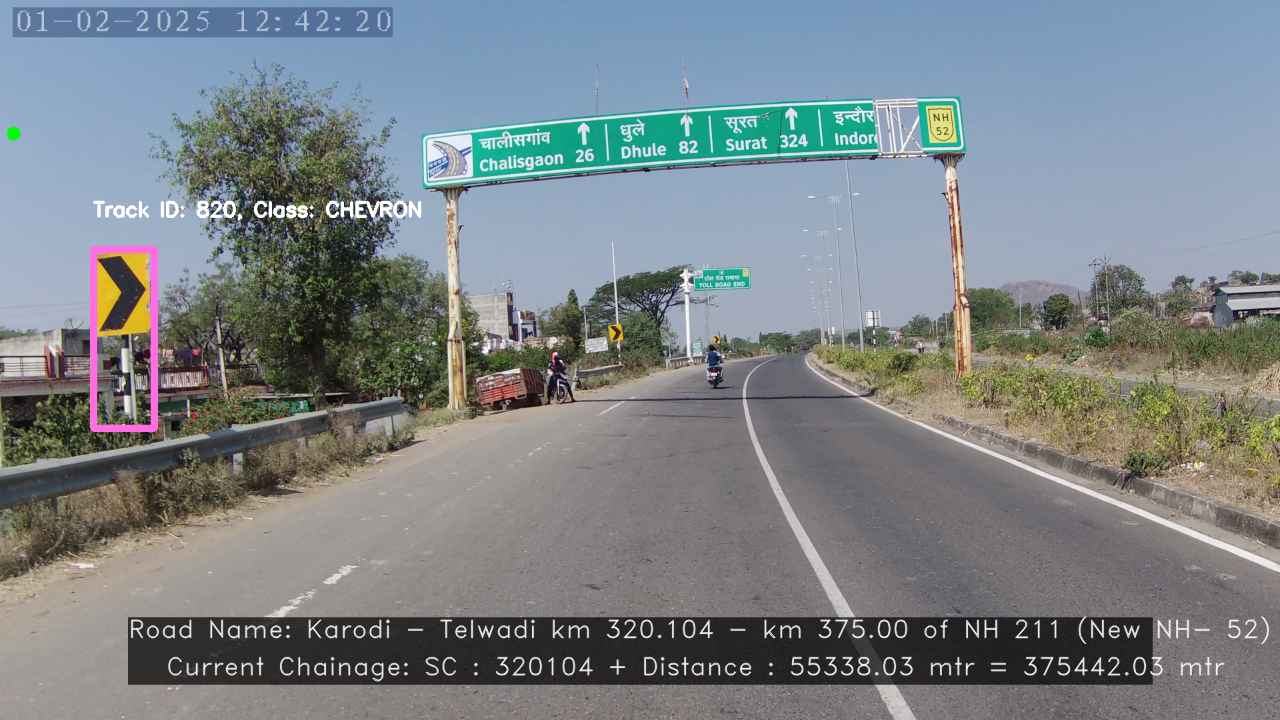 01-02-2025 12:42:20
चालीसगांव
Chalisgaon 26
धुले
Dhule 82
सूरत
Surat 324
इन्दौर
Indor
NH
52
Track ID: 820, Class: CHEVRON
TOLL ROAD END
Road Name: Karodi - Telwadi km 320.104 - km 375.00 of NH 211 (New NH- 52)
Current Chainage: SC : 320104 + Distance : 55338.03 mtr = 375442.03 mtr